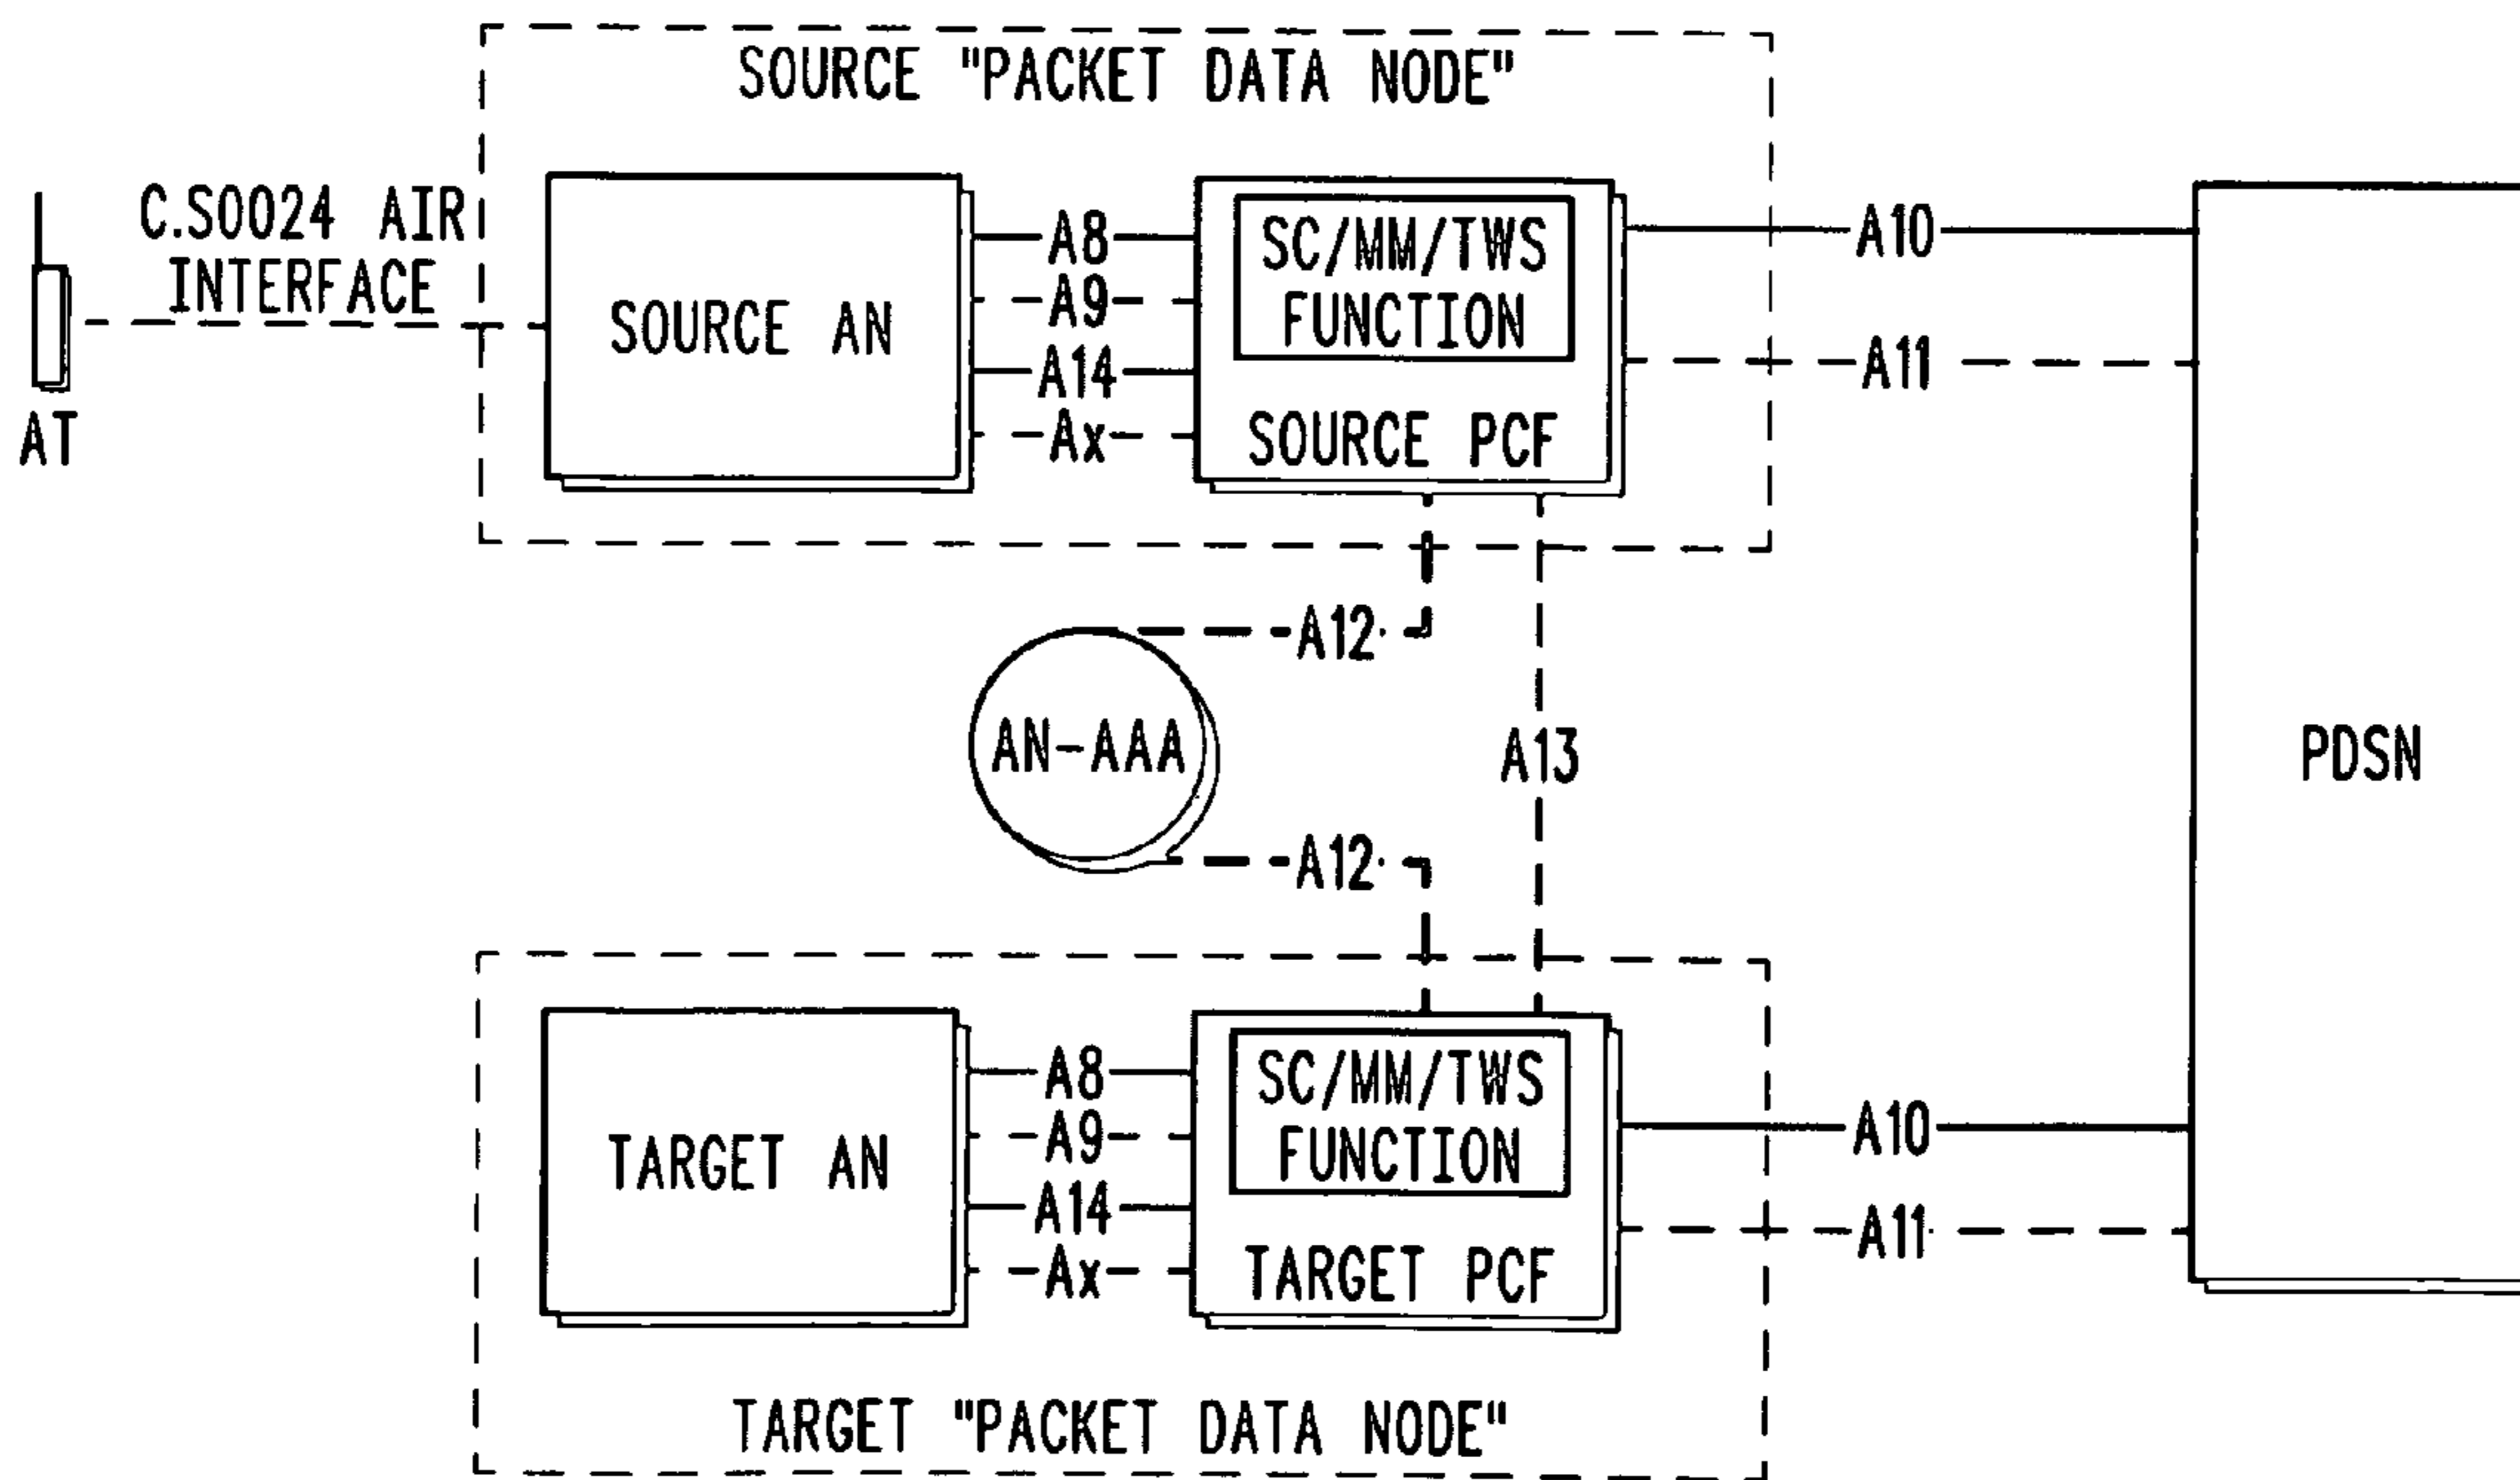 SOURCE "PACKET DATA NODE"
C.S0024 AIR
INTERFACE
AT
SOURCE AN
A8
A9
A14
Ax
SC/MM/TWS
FUNCTION
SOURCE PCF
A10
A11
A12
AN-AAA
A13
A12
PDSN
TARGET AN
A8
A9
A14
Ax
SC/MM/TWS
FUNCTION
TARGET PCF
A10
A11
TARGET "PACKET DATA NODE"